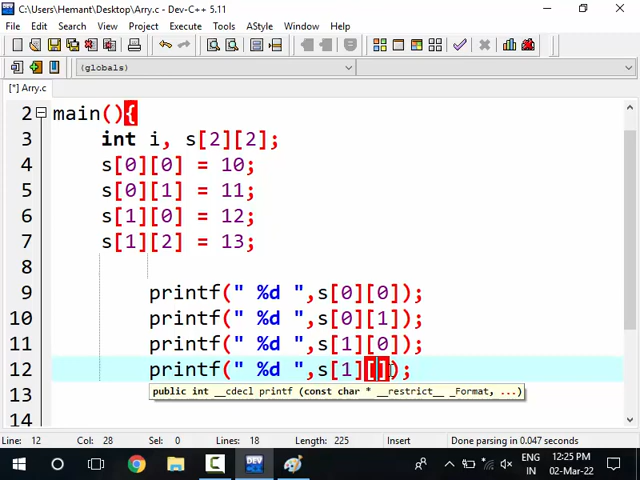 C:\Users\Hemant\Desktop\Arry.c - Dev-C++ 5.11
File Edit Search View Project Execute Tools AStyle Window Help
(globals)
[*] Arry.c
2 main(){
3 int i, s[2][2];
4 s[0][0] = 10;
5 s[0][1] = 11;
6 s[1][0] = 12;
7 s[1][2] = 13;
8
9 printf(" %d ",s[0][0]);
10 printf(" %d ",s[0][1]);
11 printf(" %d ",s[1][0]);
12 printf(" %d ",s[1][]);
public int __cdecl printf (const char * __restrict__ _Format, ...)
13
14
Line: 12 Col: 28 Sel: 0 Lines: 18 Length: 225 Insert Done parsing in 0.047 seconds
ENG 12:25 PM
IN 02-Mar-22